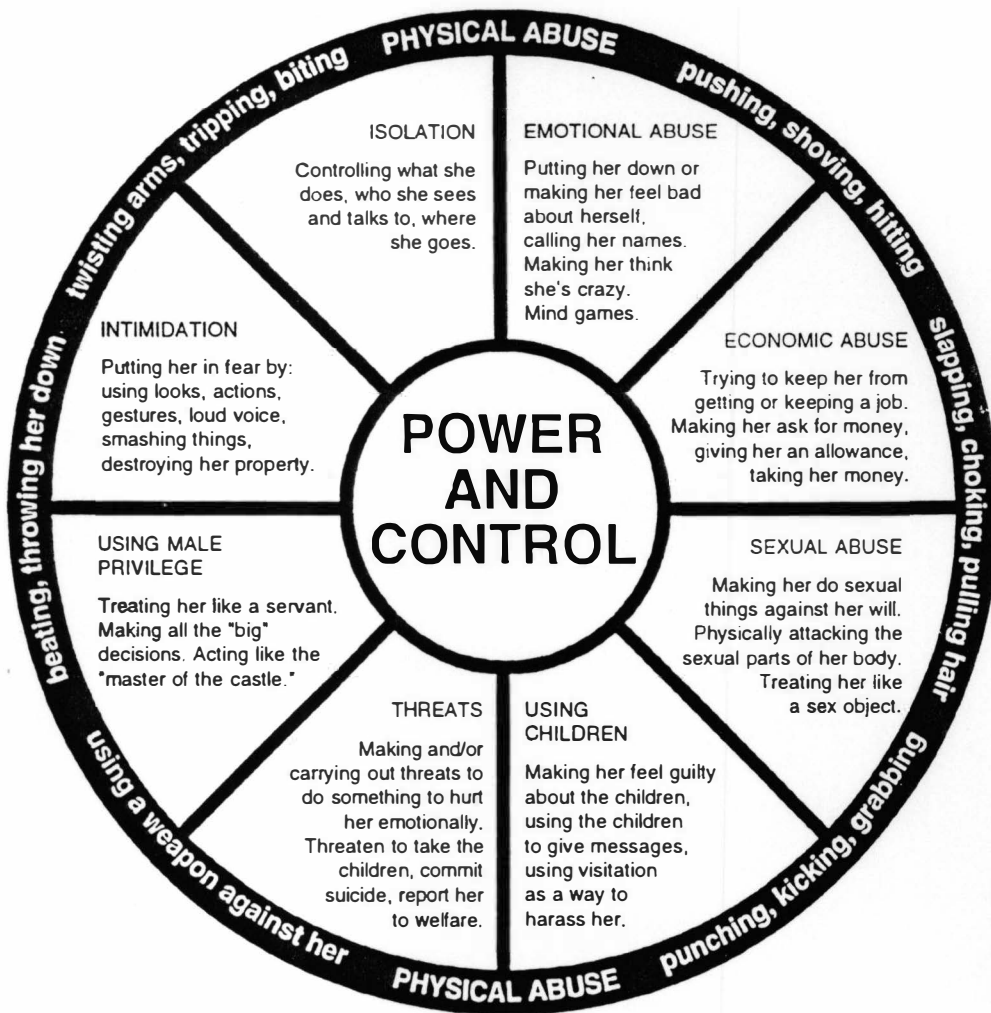 PHYSICAL ABUSE
pushing, shoving, hitting
slapping, choking, pulling hair
punching, kicking, grabbing
PHYSICAL ABUSE
using a weapon against her
beating, throwing her down
twisting arms, tripping, biting
POWER
AND
CONTROL
ISOLATION
Controlling what she
does, who she sees
and talks to, where
she goes.
EMOTIONAL ABUSE
Putting her down or
making her feel bad
about herself,
calling her names.
Making her think
she's crazy.
Mind games.
ECONOMIC ABUSE
Trying to keep her from
getting or keeping a job.
Making her ask for money,
giving her an allowance,
taking her money.
SEXUAL ABUSE
Making her do sexual
things against her will.
Physically attacking the
sexual parts of her body.
Treating her like
a sex object.
USING
CHILDREN
Making her feel guilty
about the children,
using the children
to give messages,
using visitation
as a way to
harass her.
THREATS
Making and/or
carrying out threats to
do something to hurt
her emotionally.
Threaten to take the
children, commit
suicide, report her
to welfare.
USING MALE
PRIVILEGE
Treating her like a servant.
Making all the "big"
decisions. Acting like the
"master of the castle."
INTIMIDATION
Putting her in fear by:
using looks, actions,
gestures, loud voice,
smashing things,
destroying her property.